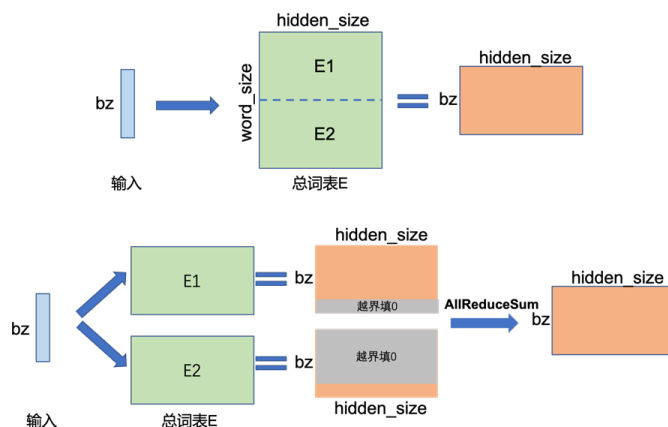 hidden_size
word_size
E1
E2
bz
bz
hidden_size
输入
总词表E
hidden_size
bz
E1
bz
越界填0
AllReduceSum
hidden_size
bz
E2
bz
越界填0
hidden_size
输入
总词表E